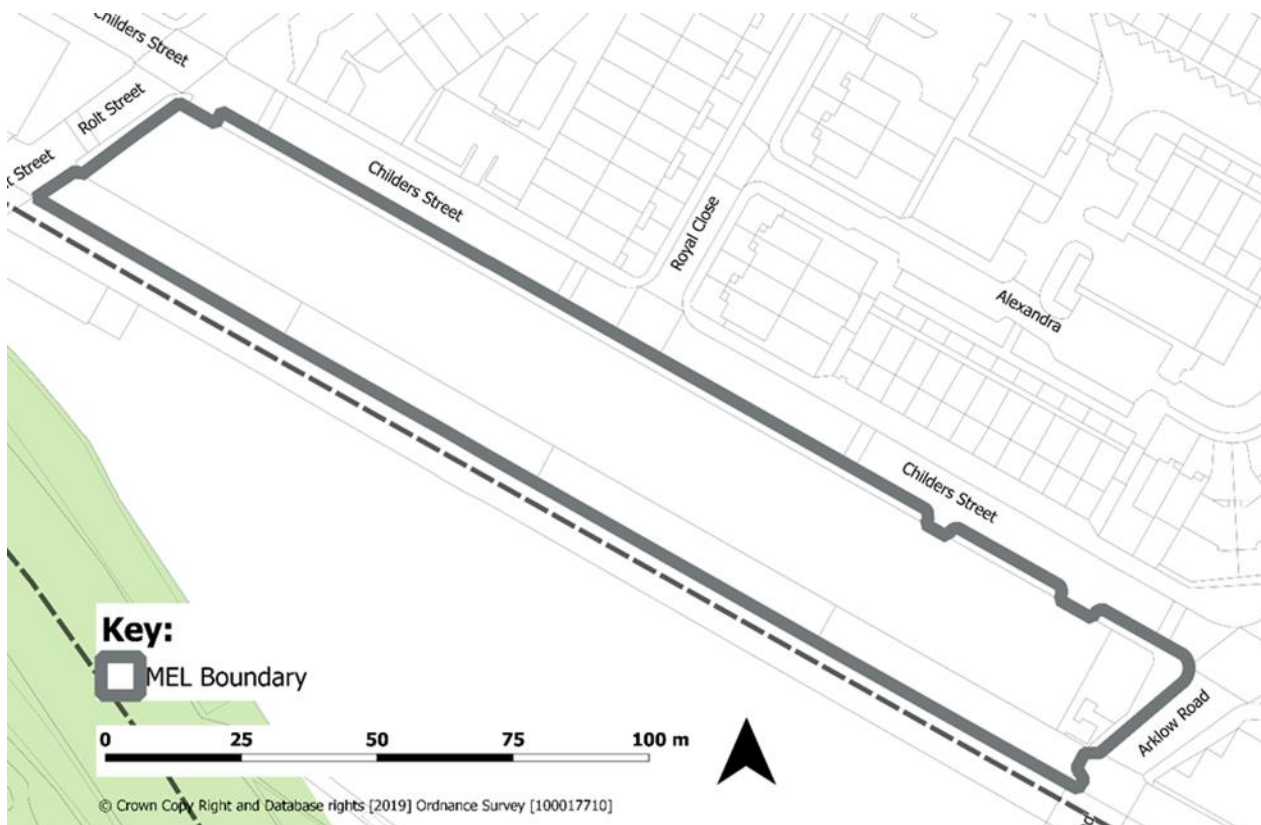 Childers Street
Rolt Street
Street
Childers Street
Royal Close
Alexandra
Childers Street
Arklow Road
Key:
MEL Boundary
0 25 50 75 100 m
© Crown Copy Right and Database rights [2019] Ordnance Survey [100017710]